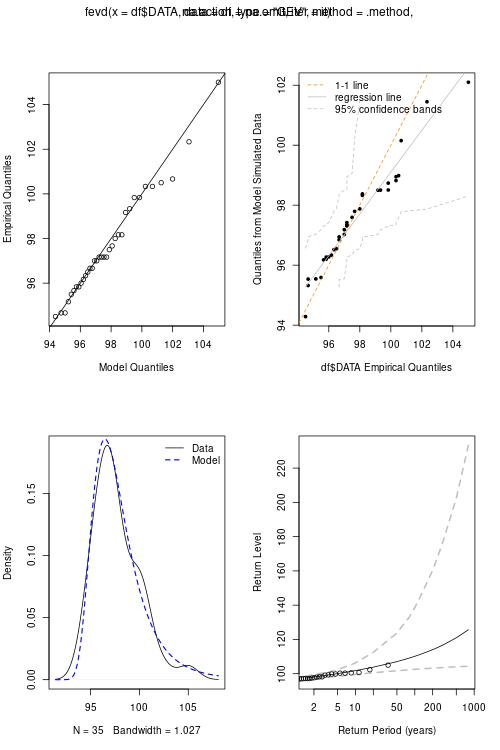 fevd(x = df$DATA, data = df, type = "GEV", method = .method,
Empirical Quantiles
104
102
100
98
96
94 96 98 100 102 104
Model Quantiles
1-1 line
regression line
95% confidence bands
Quantiles from Model Simulated Data
102
100
98
96
94
96 98 100 102 104
df$DATA Empirical Quantiles
Data
Model
Density
0.15
0.10
0.05
0.00
95 100 105
N = 35 Bandwidth = 1.027
Return Level
220
200
180
160
140
120
100
2 5 10 50 200 1000
Return Period (years)